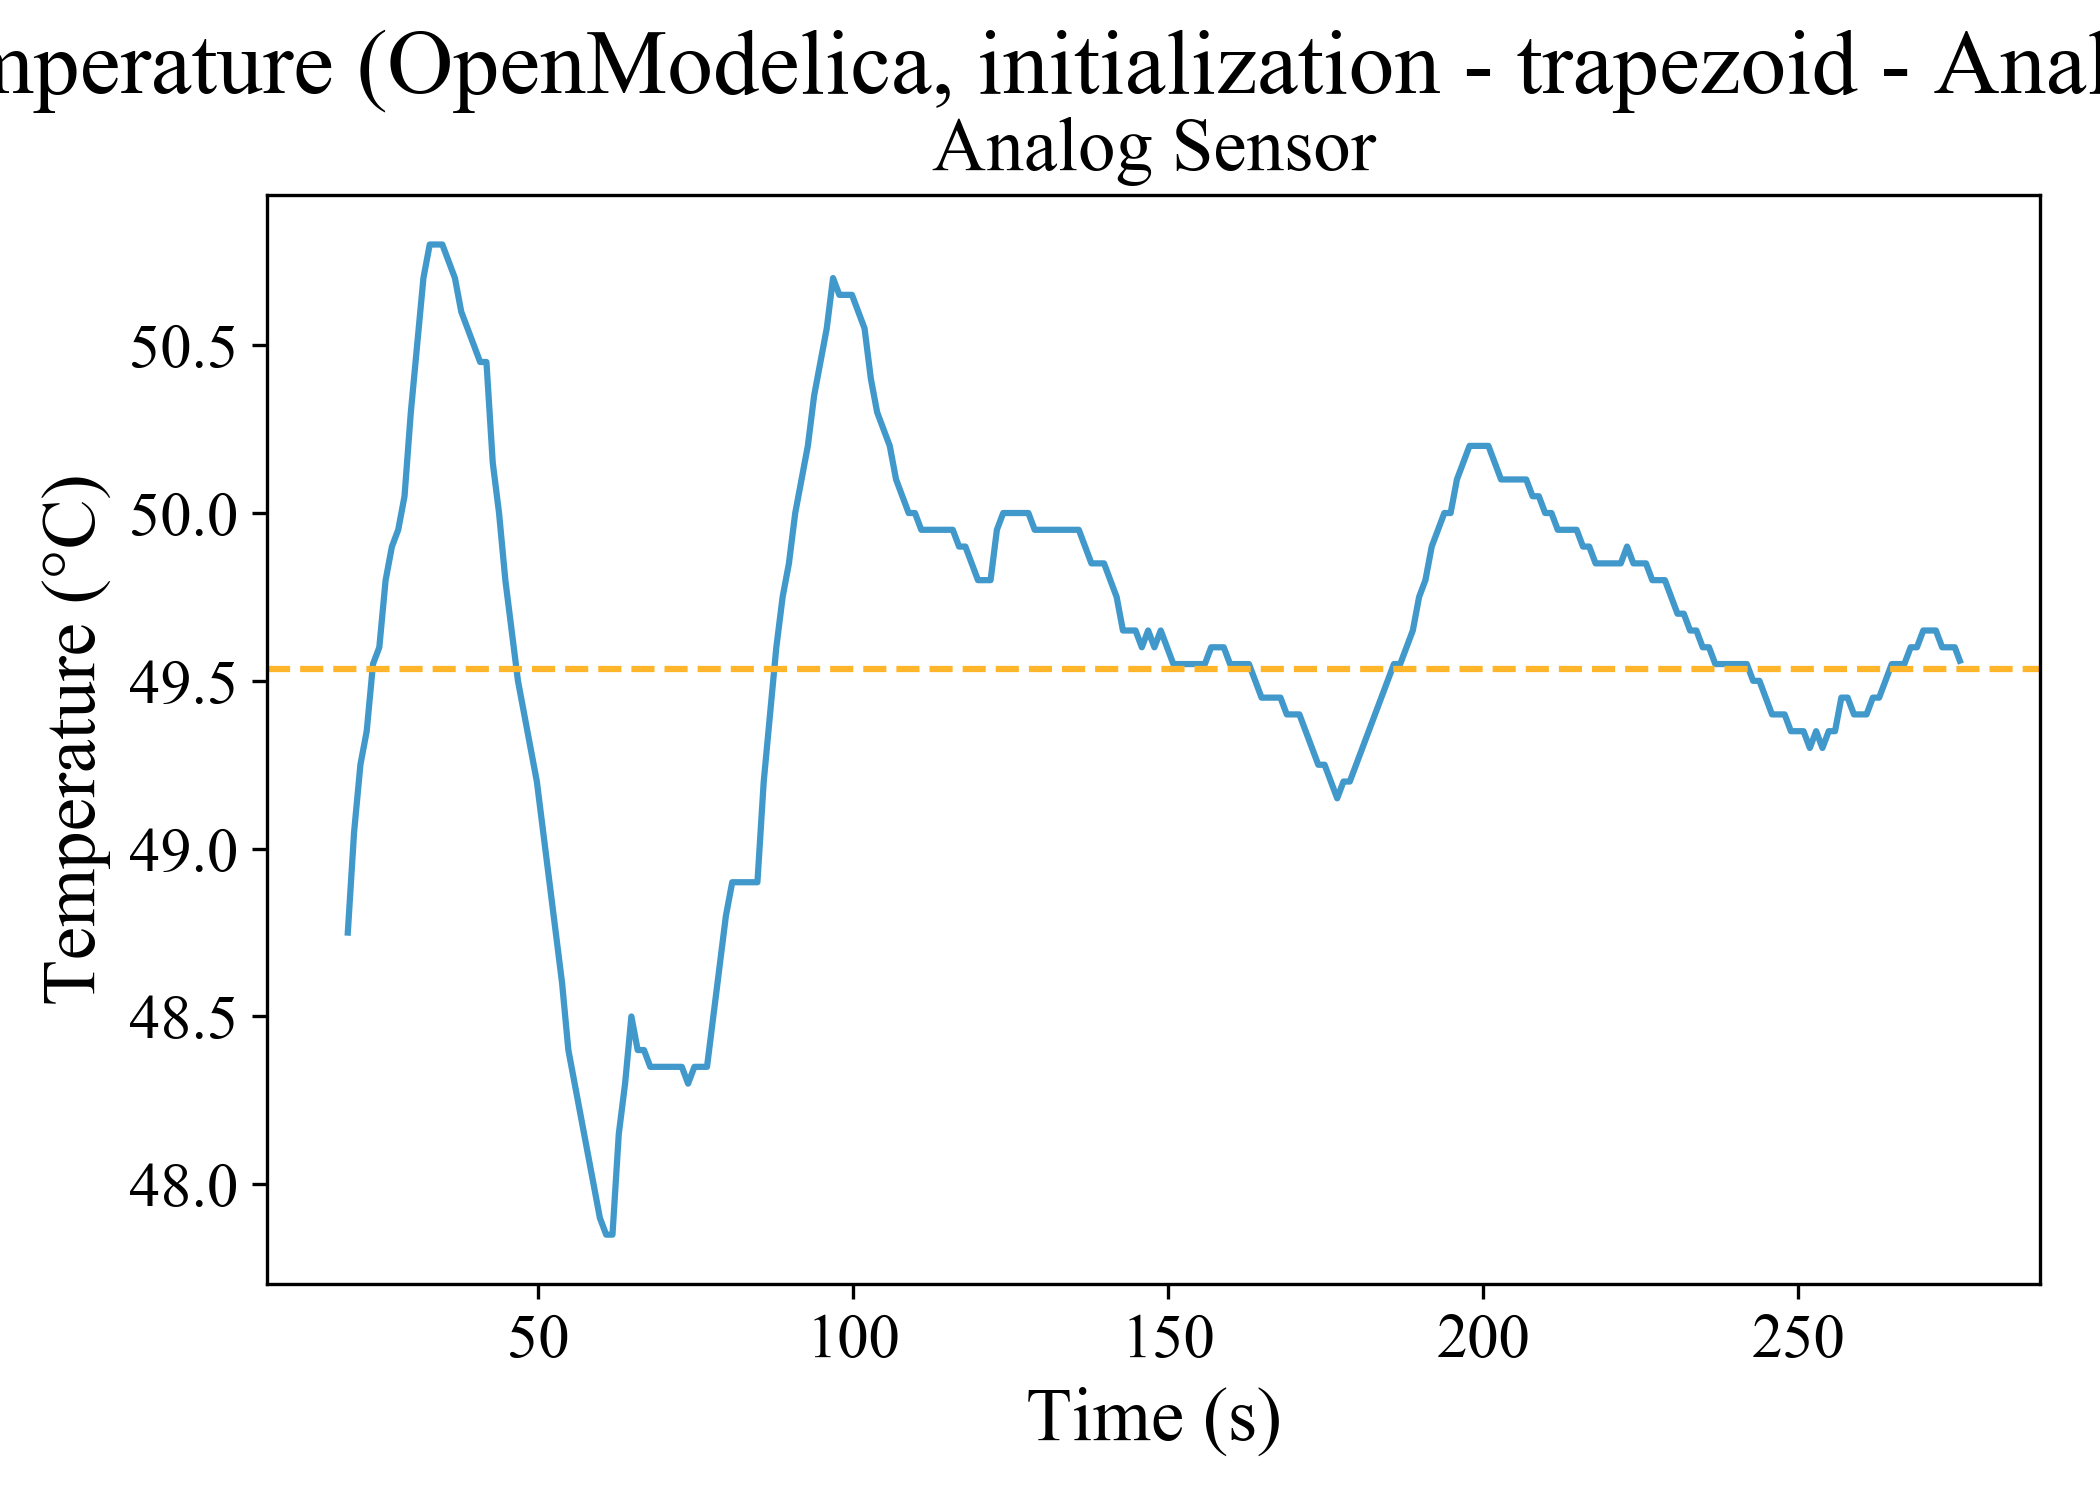 mperature (OpenModelica, initialization - trapezoid - Anal
Analog Sensor
Temperature (°C)
50.5
50.0
49.5
49.0
48.5
48.0
50 100 150 200 250
Time (s)